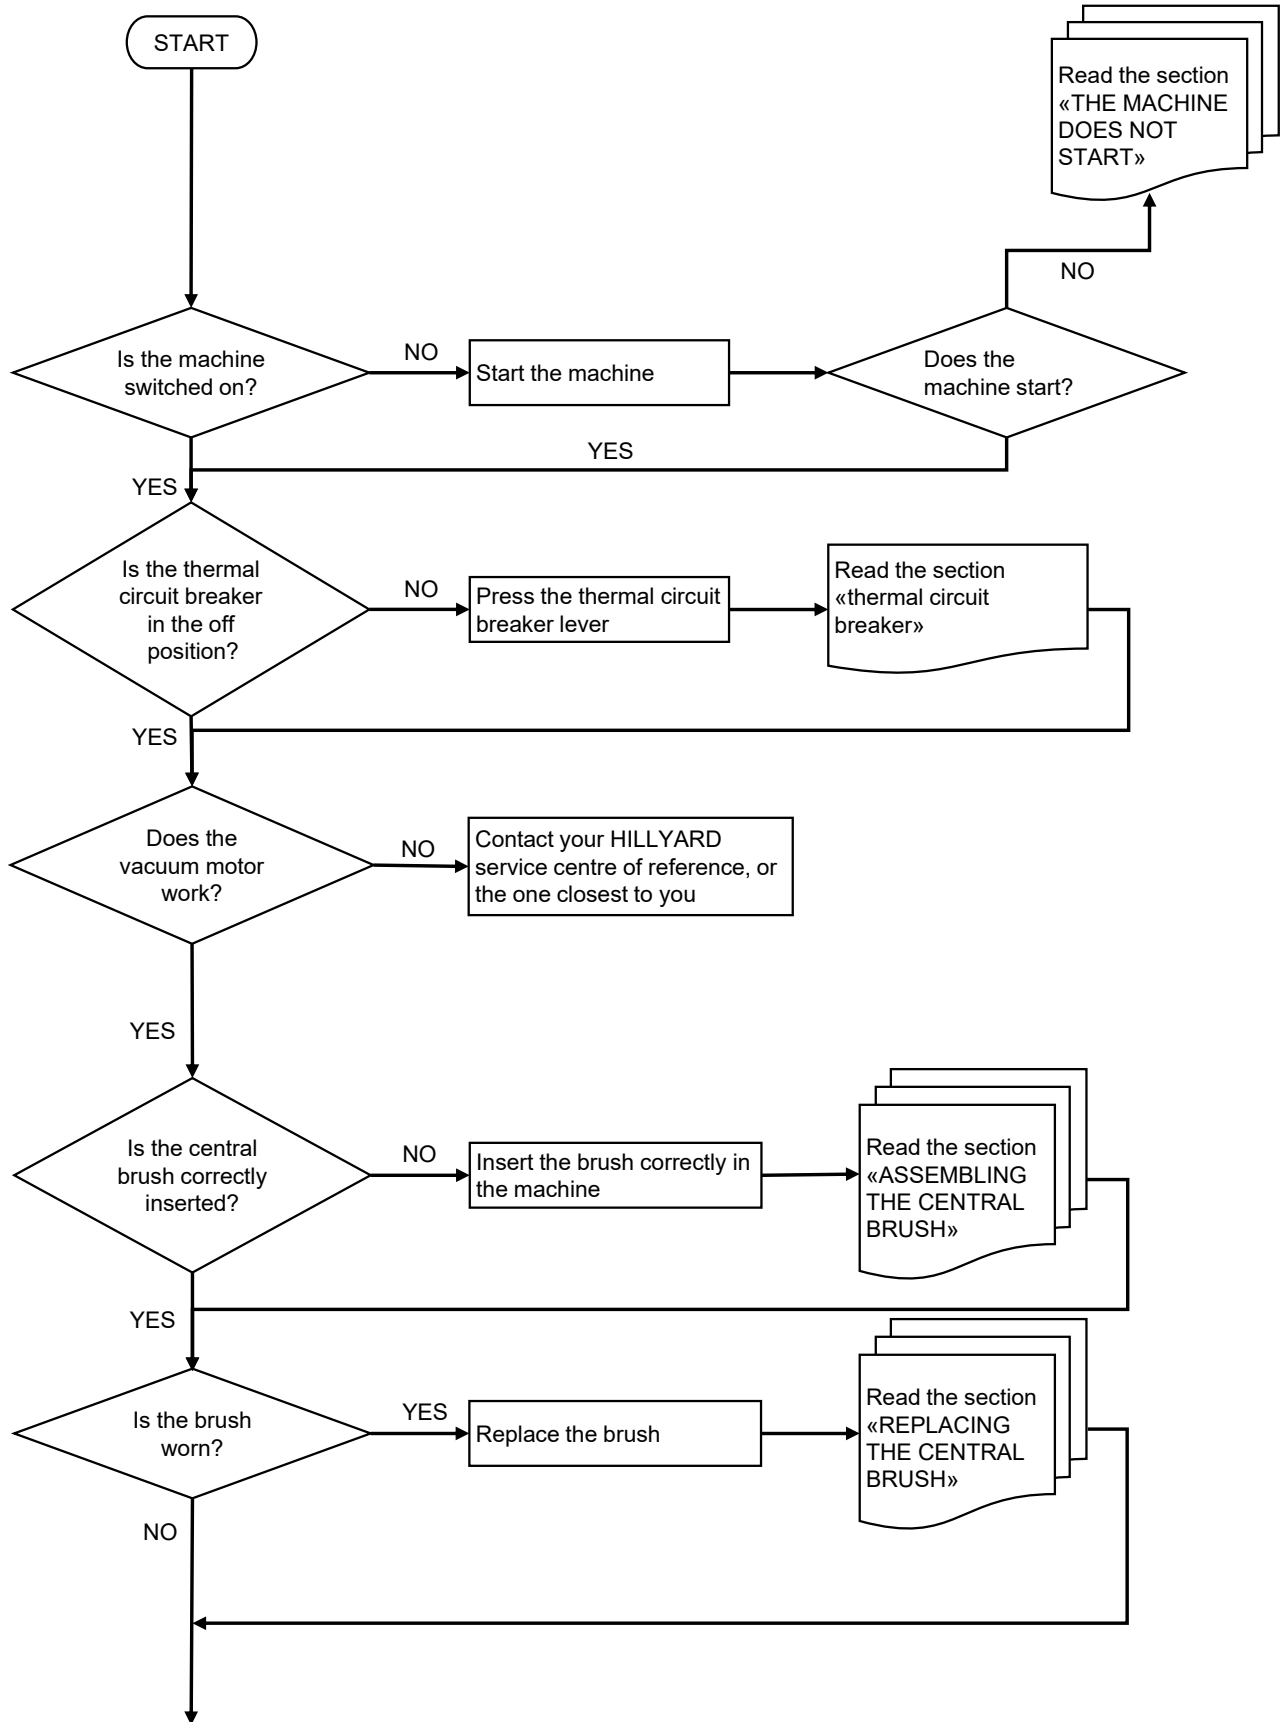 START
Read the section
«THE MACHINE
DOES NOT
START»
NO
Is the machine
switched on?
NO
Start the machine
Does the
machine start?
YES
YES
Is the thermal
circuit breaker
in the off
position?
NO
Press the thermal circuit
breaker lever
Read the section
«thermal circuit
breaker»
YES
Does the
vacuum motor
work?
NO
Contact your HILLYARD
service centre of reference, or
the one closest to you
YES
Is the central
brush correctly
inserted?
NO
Insert the brush correctly in
the machine
Read the section
«ASSEMBLING
THE CENTRAL
BRUSH»
YES
Is the brush
worn?
YES
Replace the brush
Read the section
«REPLACING
THE CENTRAL
BRUSH»
NO